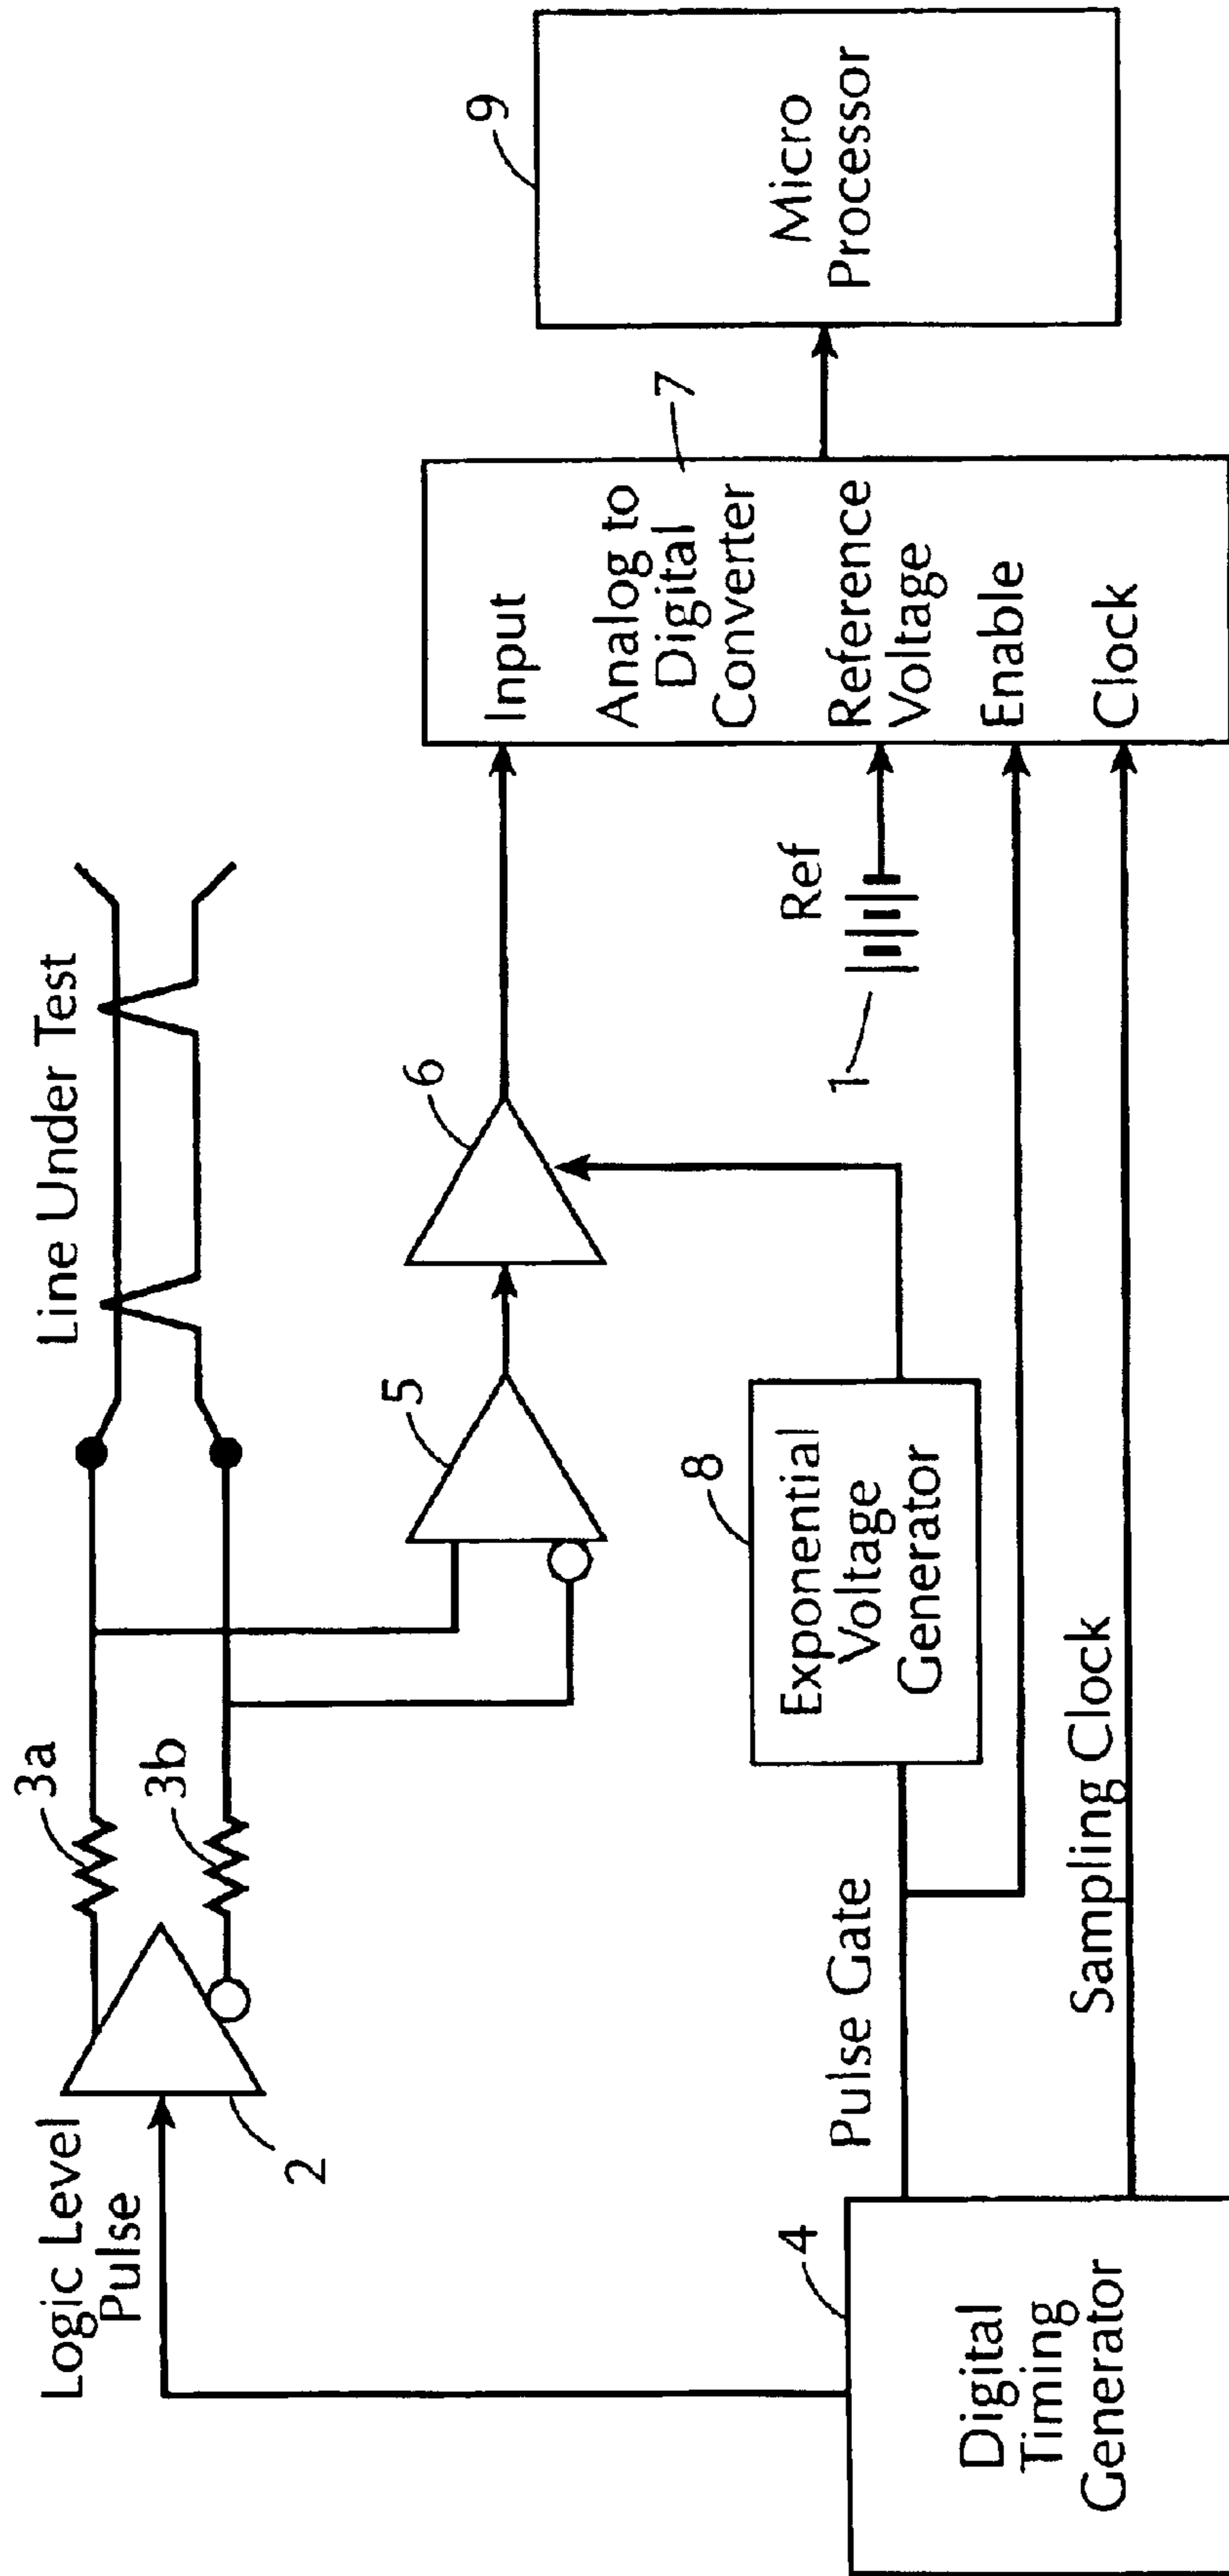 Line Under Test
Logic Level
Pulse
3a
3b
2
5
6
Input
Analog to
Digital
Converter
7
Reference
Voltage
Enable
Clock
9
Micro
Processor
Ref
1
8
Exponential
Voltage
Generator
Pulse Gate
Sampling Clock
4
Digital
Timing
Generator